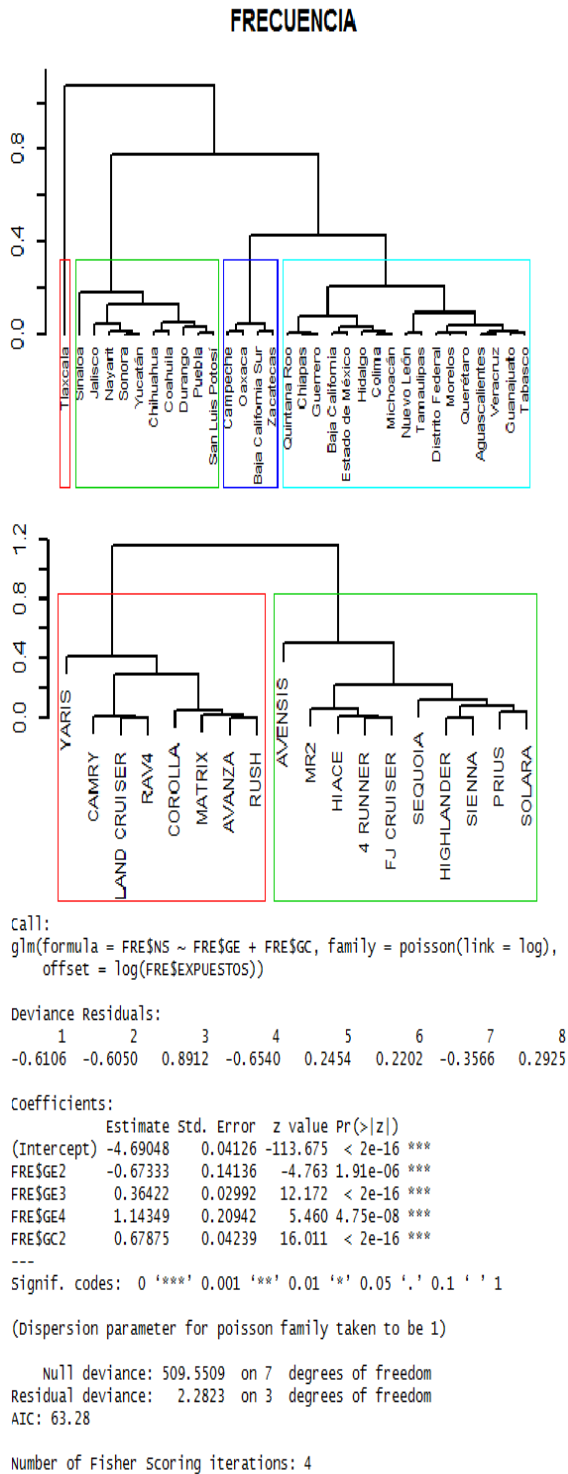 FRECUENCIA
0.8
0.4
0.0
Tlaxcala
Sinaloa
Jalisco
Nayarit
Sonora
Yucatán
Chihuahua
Coahuila
Durango
Puebla
San Luis Potosí
Campeche
Oaxaca
Baja California Sur
Zacatecas
Quintana Roo
Chiapas
Guerrero
Baja California
Estado de México
Hidalgo
Colima
Michoacán
Nuevo León
Tamaulipas
Distrito Federal
Morelos
Querétaro
Aguascalientes
Veracruz
Guanajuato
Tabasco
1.2
0.8
0.4
0.0
YARIS
CAMRY
LAND CRUISER
RAV4
COROLLA
MATRIX
AVANZA
RUSH
AVENSIS
MR2
HIACE
4 RUNNER
FJ CRUISER
SEQUOIA
HIGHLANDER
SIENNA
PRIUS
SOLARA
Call:
glm(formula = FRE$NS ~ FRE$GE + FRE$GC, family = poisson(link = log),
offset = log(FRE$EXPUESTOS))
Deviance Residuals:
1 2 3 4 5 6 7 8
-0.6106 -0.6050 0.8912 -0.6540 0.2454 0.2202 -0.3566 0.2925
Coefficients:
Estimate Std. Error z value Pr(>|z|)
(Intercept) -4.69048 0.04126 -113.675 < 2e-16 ***
FRE$GE2 -0.67333 0.14136 -4.763 1.91e-06 ***
FRE$GE3 0.36422 0.02992 12.172 < 2e-16 ***
FRE$GE4 1.14349 0.20942 5.460 4.75e-08 ***
FRE$GC2 0.67875 0.04239 16.011 < 2e-16 ***
---
Signif. codes: 0 ‘***’ 0.001 ‘**’ 0.01 ‘*’ 0.05 ‘.’ 0.1 ‘ ’ 1
(Dispersion parameter for poisson family taken to be 1)
Null deviance: 509.5509 on 7 degrees of freedom
Residual deviance: 2.2823 on 3 degrees of freedom
AIC: 63.28
Number of Fisher Scoring iterations: 4